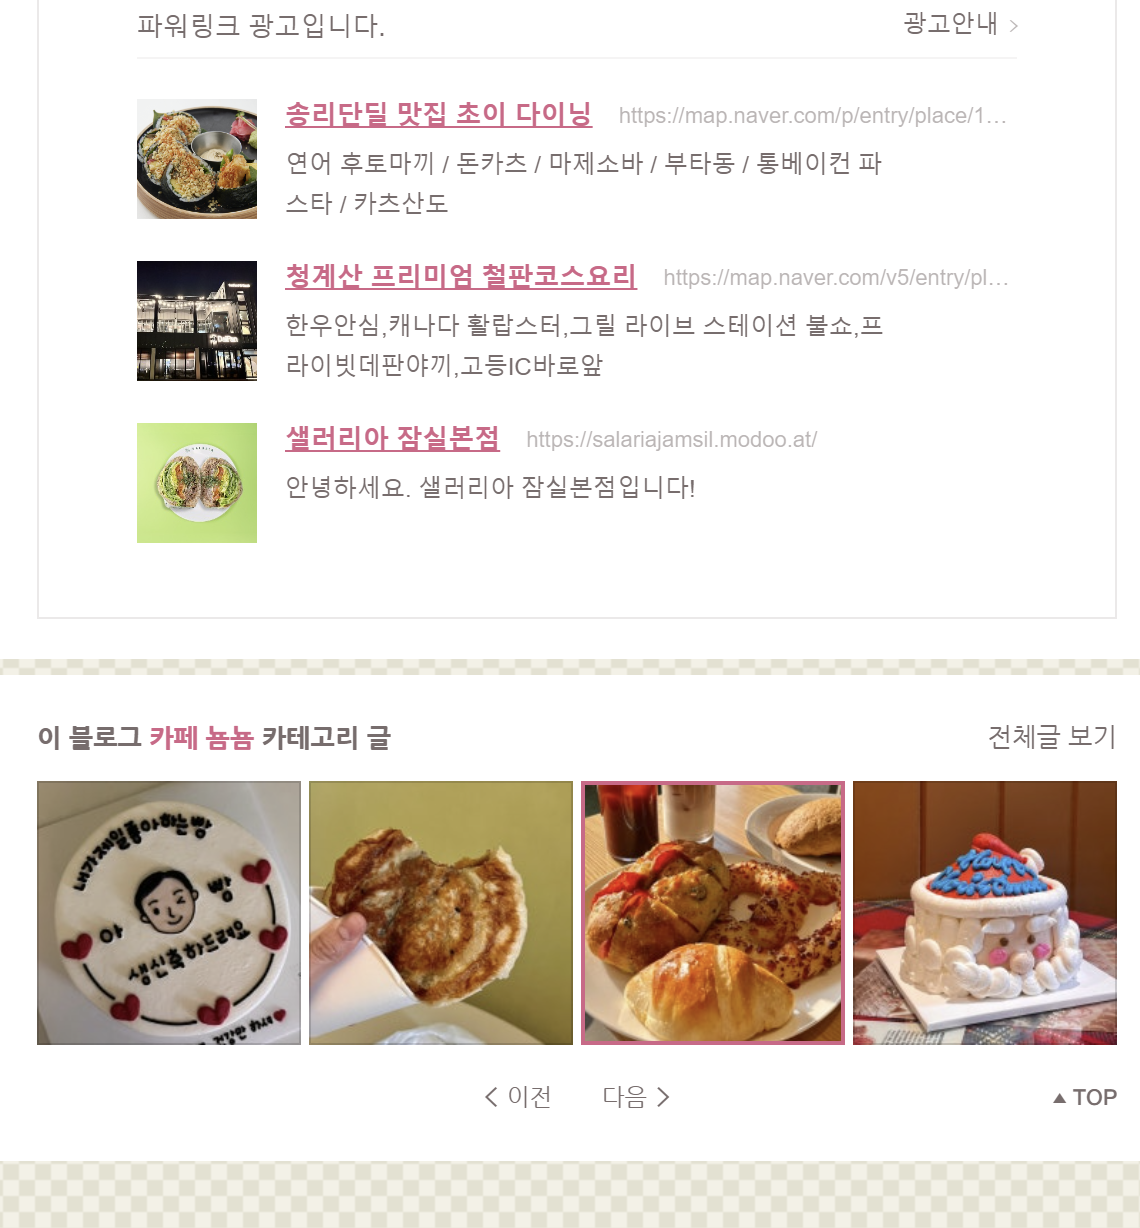 파워링크 광고입니다.
광고안내
송리단딜 맛집 초이 다이닝
https://map.naver.com/p/entry/place/1...
연어 후토마끼 / 돈카츠 / 마제소바 / 부타동 / 통베이컨 파
스타 / 카츠산도
청계산 프리미엄 철판코스요리
https://map.naver.com/v5/entry/pl...
한우안심,캐나다 활랍스터,그릴 라이브 스테이션 불쇼,프
라이빗데판야끼,고등IC바로앞
샐러리아 잠실본점
https://salariajamsil.modoo.at/
안녕하세요. 샐러리아 잠실본점입니다!
이 블로그 카페 뇸뇸 카테고리 글
전체글 보기
내가제일좋아하는빵
아빵
생신축하드려요
건강만 하셔
이전
다음
TOP